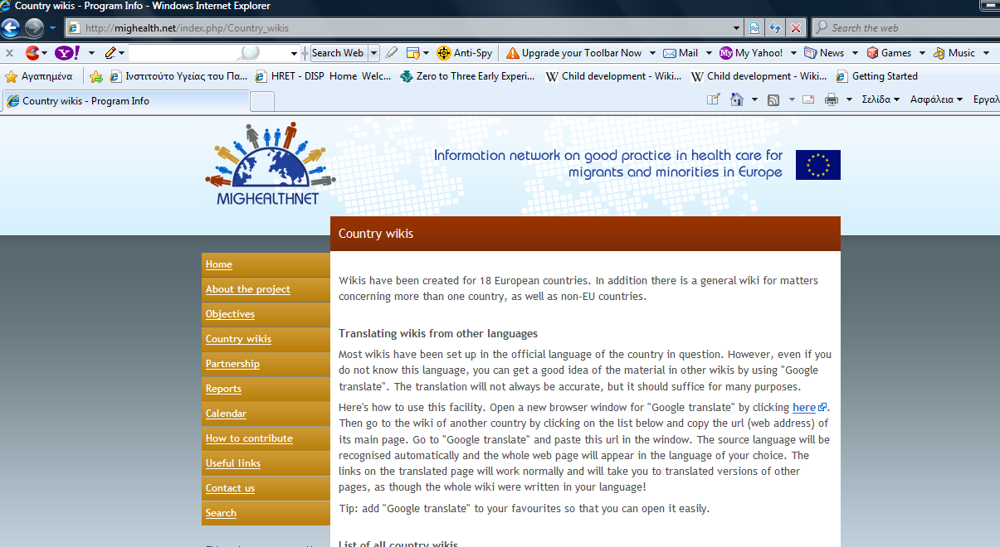 Country wikis - Program Info - Windows Internet Explorer
http://mighealth.net/index.php/Country_wikis
Search the web
Y! Search Web Anti-Spy Upgrade your Toolbar Now Mail My My Yahoo! News Games Music
Αγαπημένα Ινστιτούτο Υγείας του Πα... HRET - DISP Home Welc... Zero to Three Early Experi... W Child development - Wiki... W Child development - Wiki... Getting Started
Country wikis - Program Info Σελίδα Ασφάλεια Εργαλ
Information network on good practice in health care for
migrants and minorities in Europe
MIGHEALTHNET
Country wikis
Home
About the project
Objectives
Country wikis
Partnership
Reports
Calendar
How to contribute
Useful links
Contact us
Search
Wikis have been created for 18 European countries. In addition there is a general wiki for matters
concerning more than one country, as well as non-EU countries.
Translating wikis from other languages
Most wikis have been set up in the official language of the country in question. However, even if you
do not know this language, you can get a good idea of the material in other wikis by using "Google
translate". The translation will not always be accurate, but it should suffice for many purposes.
Here's how to use this facility. Open a new browser window for "Google translate" by clicking here.
Then go to the wiki of another country by clicking on the list below and copy the url (web address) of
its main page. Go to "Google translate" and paste this url in the window. The source language will be
recognised automatically and the whole web page will appear in the language of your choice. The
links on the translated page will work normally and will take you to translated versions of other
pages, as though the whole wiki were written in your language!
Tip: add "Google translate" to your favourites so that you can open it easily.
List of all country wikis